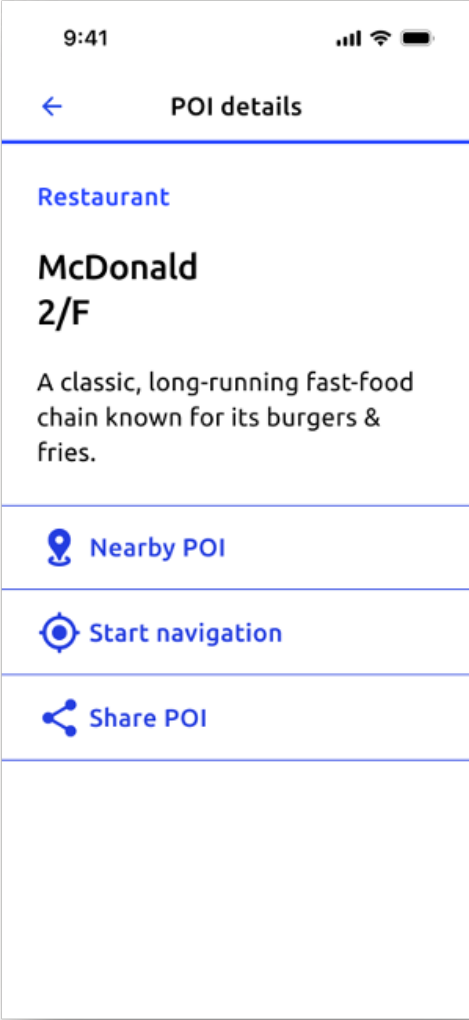 9:41
POI details
Restaurant
McDonald
2/F
A classic, long-running fast-food
chain known for its burgers &
fries.
Nearby POI
Start navigation
Share POI